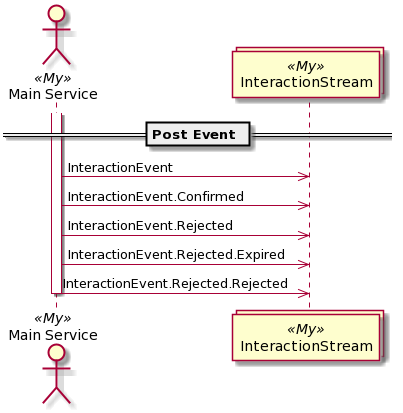 «My»
Main Service
«My»
InteractionStream
Post Event
InteractionEvent
InteractionEvent.Confirmed
InteractionEvent.Rejected
InteractionEvent.Rejected.Expired
InteractionEvent.Rejected.Rejected
«My»
Main Service
«My»
InteractionStream